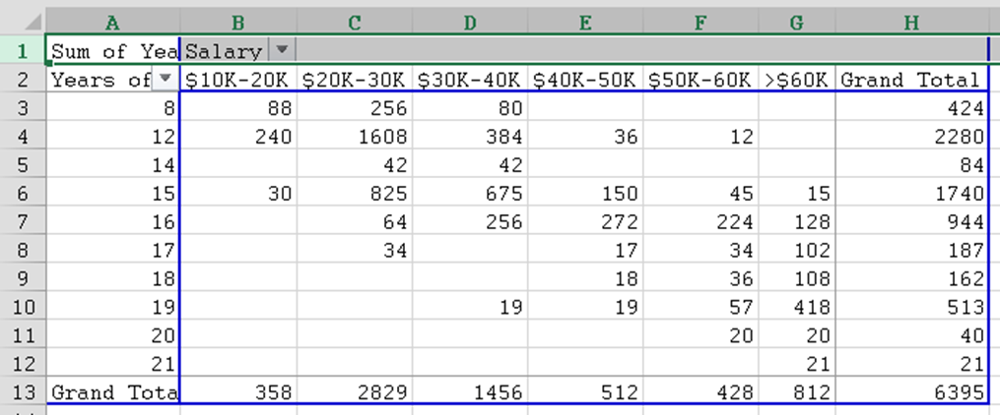 A B C D E F G H
1 Sum of Yea Salary
2 Years of $10K-20K $20K-30K $30K-40K $40K-50K $50K-60K >$60K Grand Total
3 8 88 256 80 424
4 12 240 1608 384 36 12 2280
5 14 42 42 84
6 15 30 825 675 150 45 15 1740
7 16 64 256 272 224 128 944
8 17 34 17 34 102 187
9 18 18 36 108 162
10 19 19 19 57 418 513
11 20 20 20 40
12 21 21 21
13 Grand Tota 358 2829 1456 512 428 812 6395